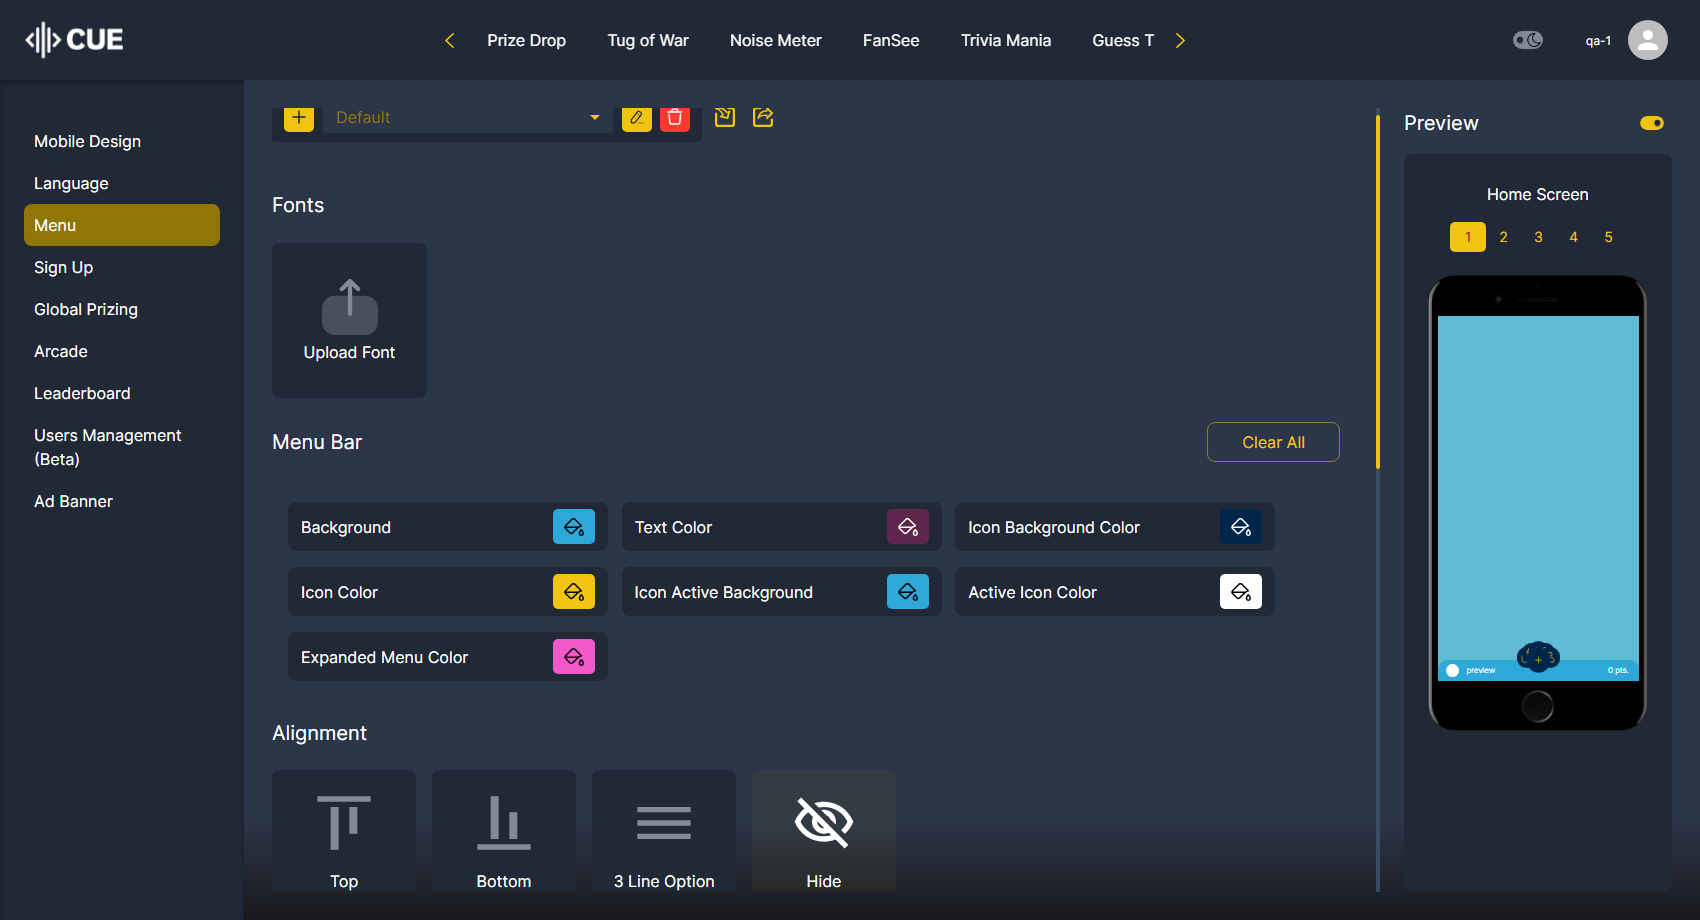 CUE
Prize Drop
Tug of War
Noise Meter
FanSee
Trivia Mania
Guess T
qa-1
Mobile Design
Language
Menu
Sign Up
Global Prizing
Arcade
Leaderboard
Users Management
(Beta)
Ad Banner
Default
Fonts
Upload Font
Menu Bar
Clear All
Background
Text Color
Icon Background Color
Icon Color
Icon Active Background
Active Icon Color
Expanded Menu Color
Alignment
Top
Bottom
3 Line Option
Hide
Preview
Home Screen
1 2 3 4 5
preview
0 pts.